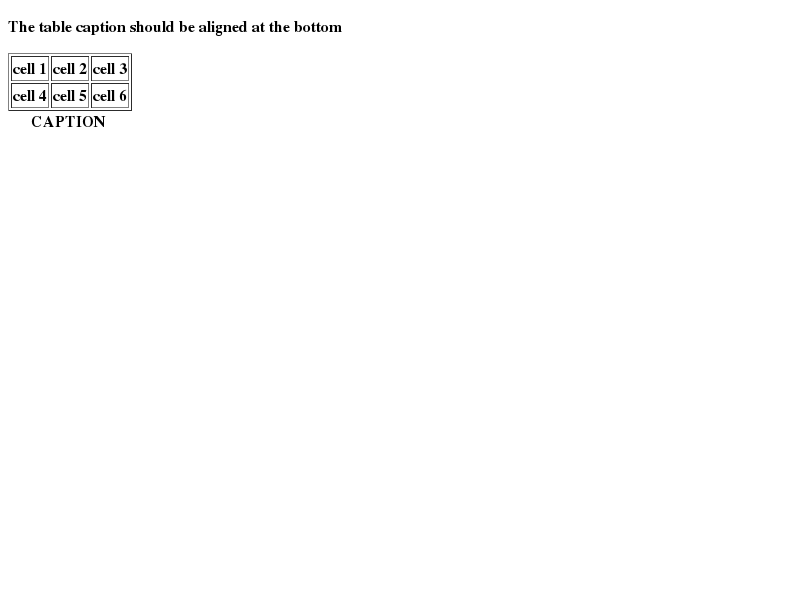 The table caption should be aligned at the bottom
cell 1 cell 2 cell 3
cell 4 cell 5 cell 6
CAPTION